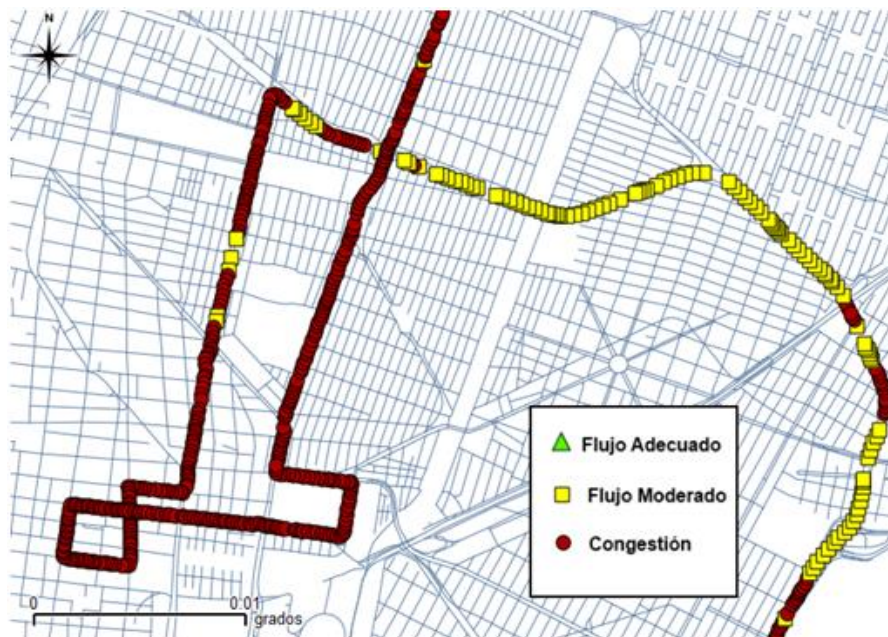 N
Flujo Adecuado
Flujo Moderado
Congestión
0 0.01
grados